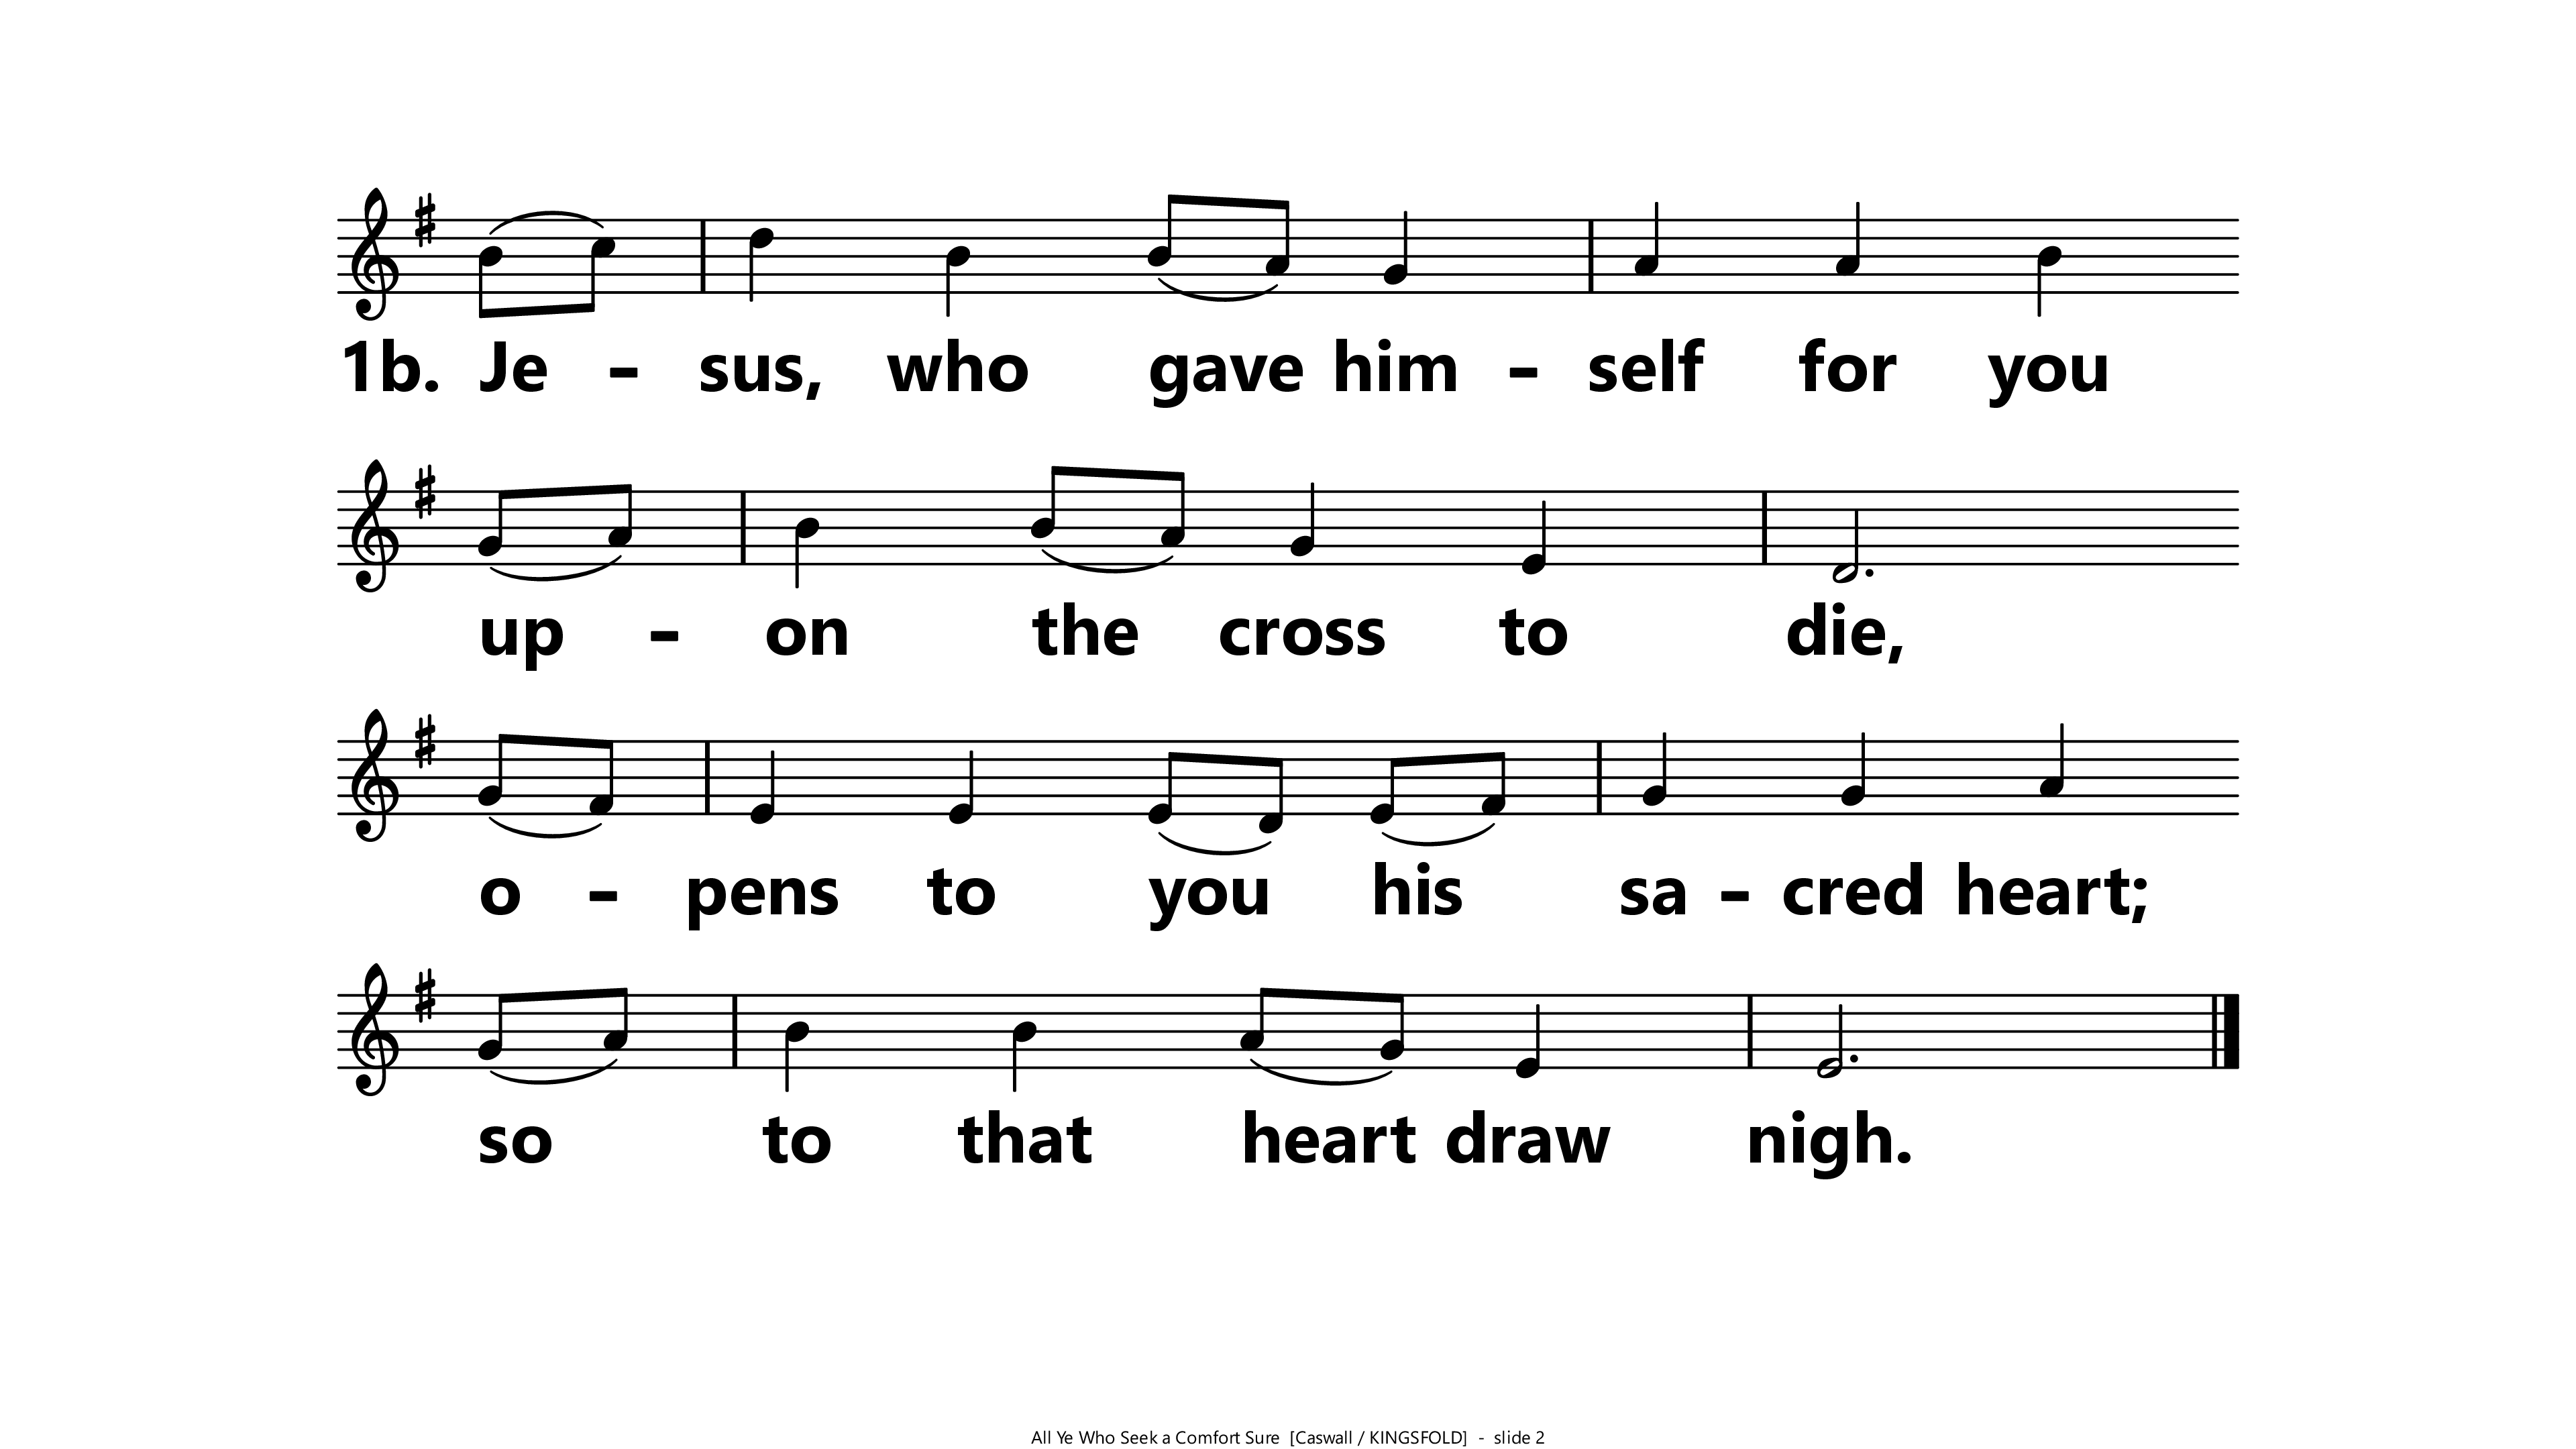 1b. Je - sus, who gave him - self for you
up - on the cross to die,
o - pens to you his sa - cred heart;
so to that heart draw nigh.
All Ye Who Seek a Comfort Sure [Caswall / KINGSFOLD] - slide 2